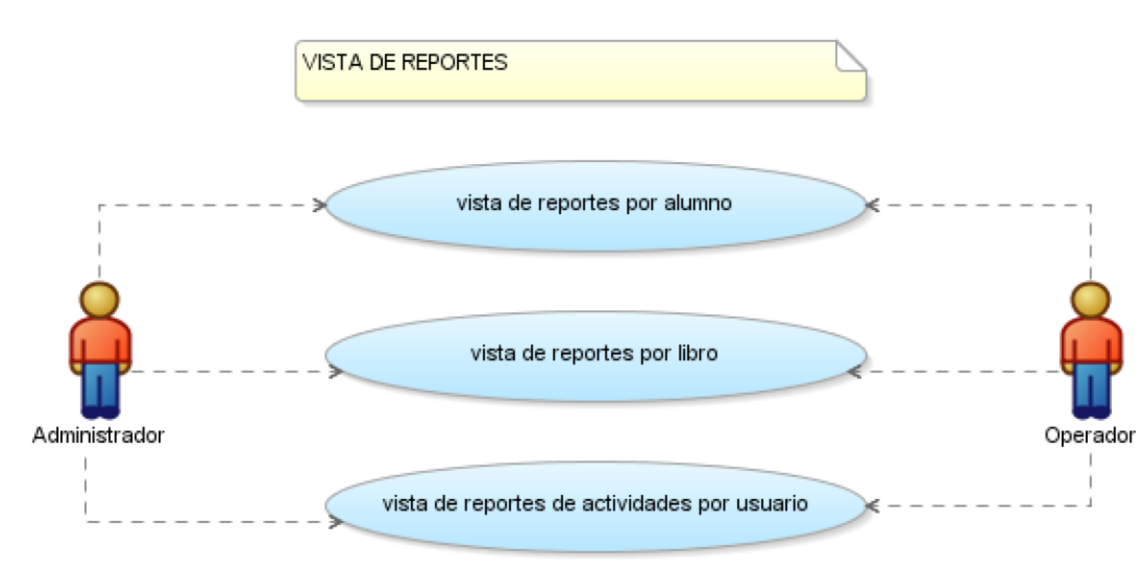 VISTA DE REPORTES
vista de reportes por alumno
vista de reportes por libro
Administrador
Operador
vista de reportes de actividades por usuario